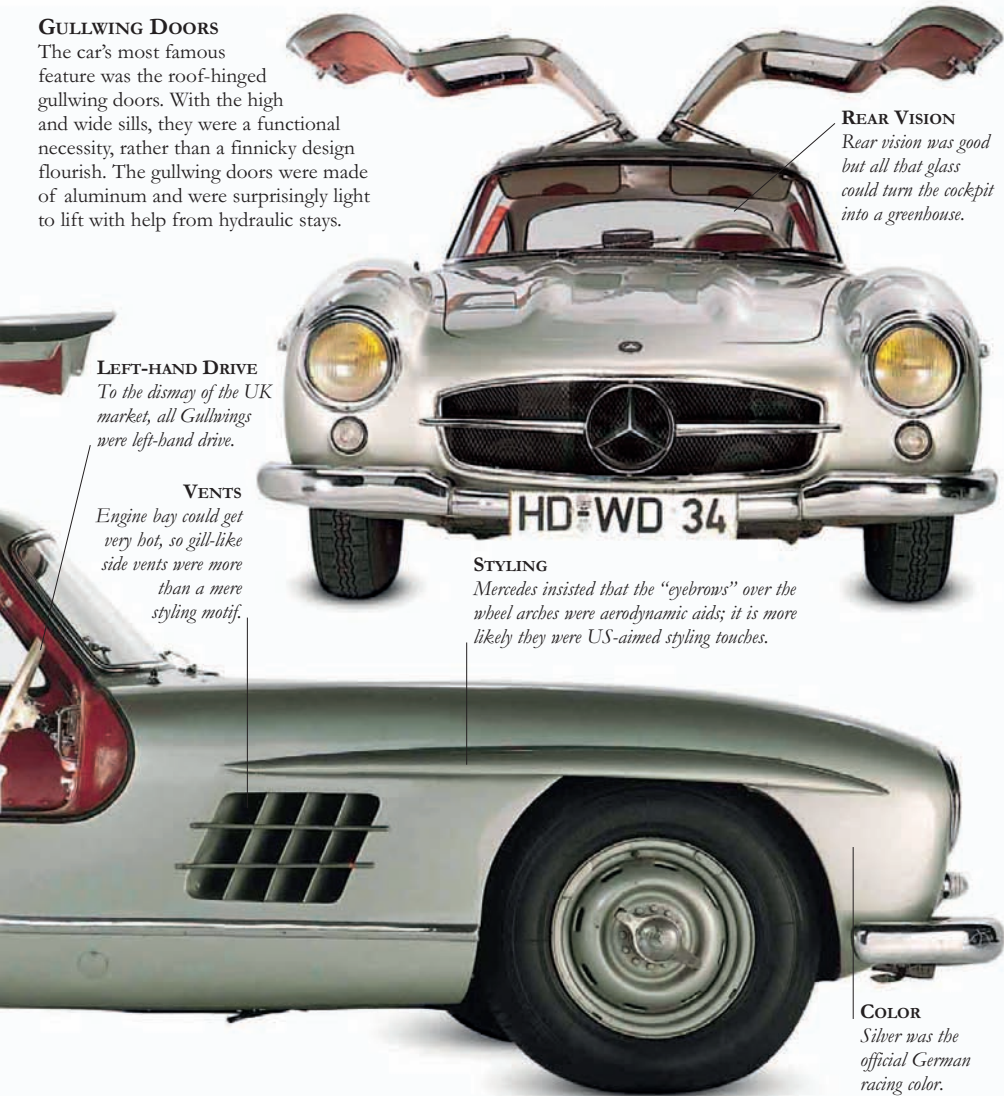 GULLWING DOORS
The car's most famous
feature was the roof-hinged
gullwing doors. With the high
and wide sills, they were a functional
necessity, rather than a finnicky design
flourish. The gullwing doors were made
of aluminum and were surprisingly light
to lift with help from hydraulic stays.
REAR VISION
Rear vision was good
but all that glass
could turn the cockpit
into a greenhouse.
LEFT-HAND DRIVE
To the dismay of the UK
market, all Gullwings
were left-hand drive.
VENTS
Engine bay could get
very hot, so gill-like
side vents were more
than a mere
styling motif.
HD WD 34
STYLING
Mercedes insisted that the “eyebrows” over the
wheel arches were aerodynamic aids; it is more
likely they were US-aimed styling touches.
COLOR
Silver was the
official German
racing color.